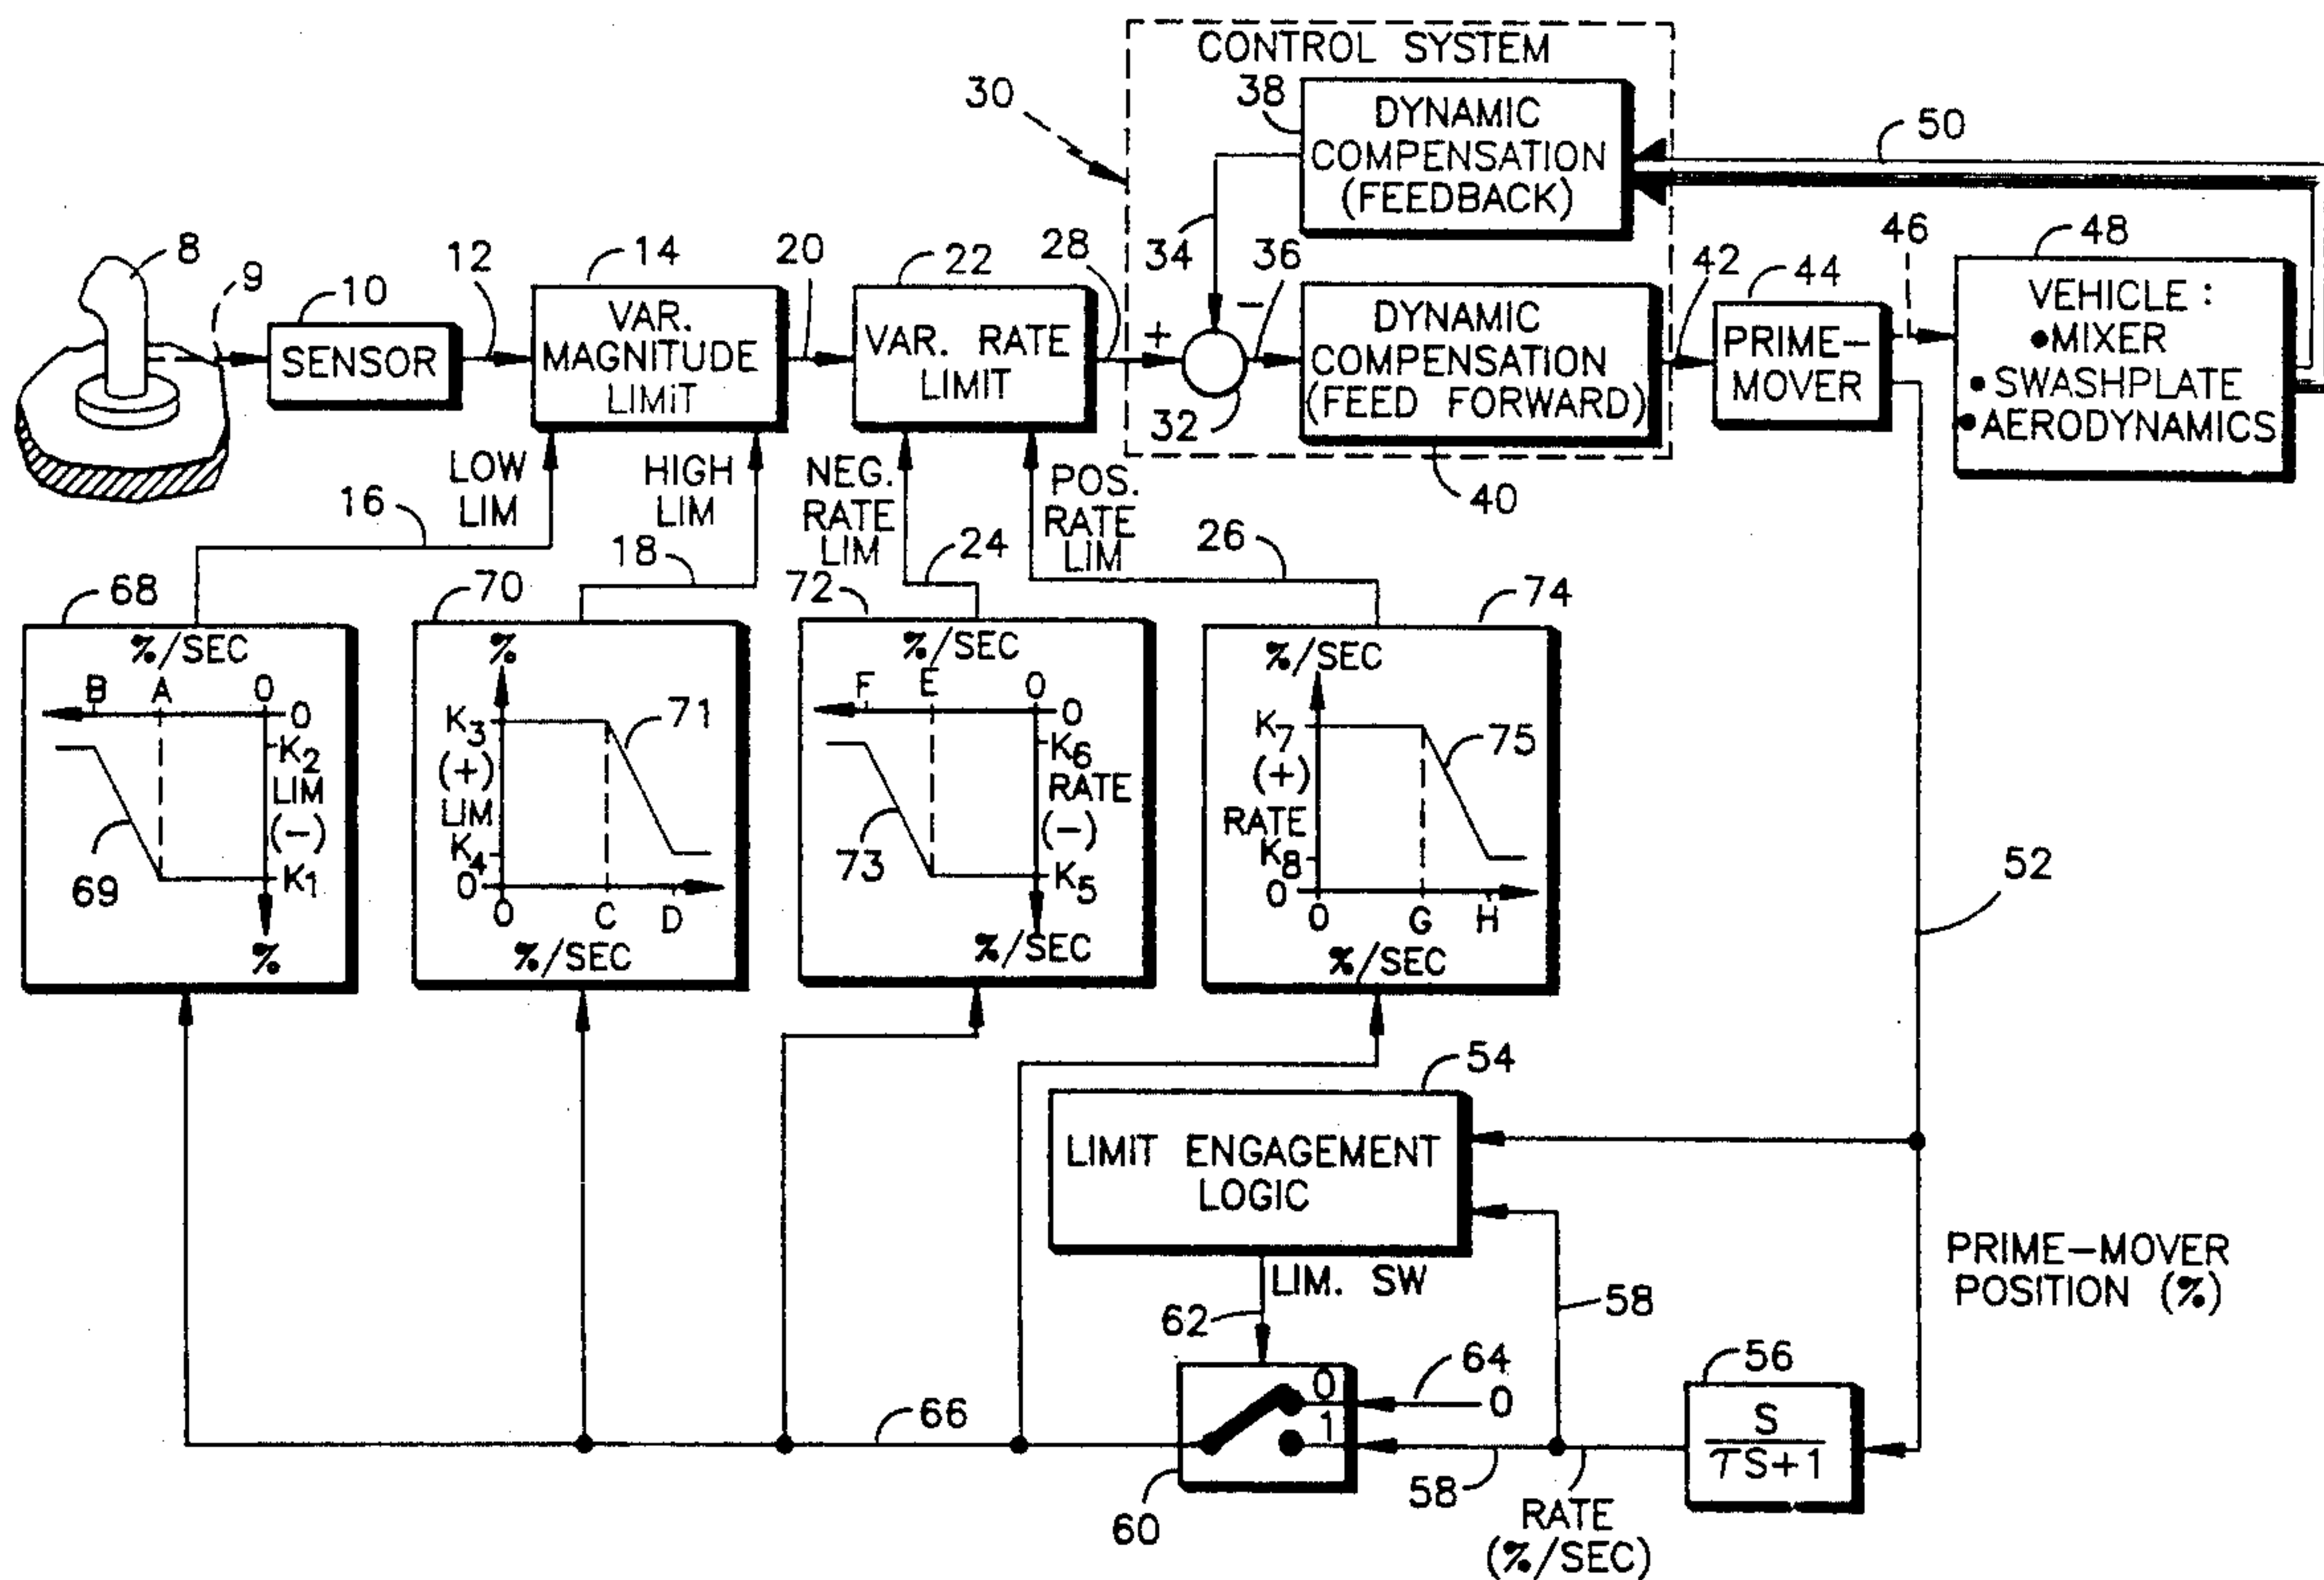 CONTROL SYSTEM
30
38
DYNAMIC
COMPENSATION
(FEEDBACK)
50
8
9
10
SENSOR
12
14
VAR.
MAGNITUDE
LIMIT
20
22
VAR. RATE
LIMIT
28
34
+
−
36
32
DYNAMIC
COMPENSATION
(FEED FORWARD)
40
42
44
PRIME-
MOVER
46
48
VEHICLE :
●MIXER
● SWASHPLATE
●AERODYNAMICS
LOW
LIM
HIGH
LIM
NEG.
RATE
LIM
POS.
RATE
LIM
16
18
24
26
68
%/SEC
B A 0
0
K2
LIM
(−)
K1
69
%
70
%
K3
(+)
LIM
K4
0
71
0 C D
%/SEC
72
%/SEC
F E 0
0
K6
RATE
(−)
K5
73
%/SEC
74
%/SEC
K7
(+)
RATE
K8
0
75
0 G H
%/SEC
52
54
LIMIT ENGAGEMENT
LOGIC
LIM. SW
62
58
PRIME-MOVER
POSITION (%)
56
S
τS+1
64
0
0
1
66
60
58
RATE
(%/SEC)